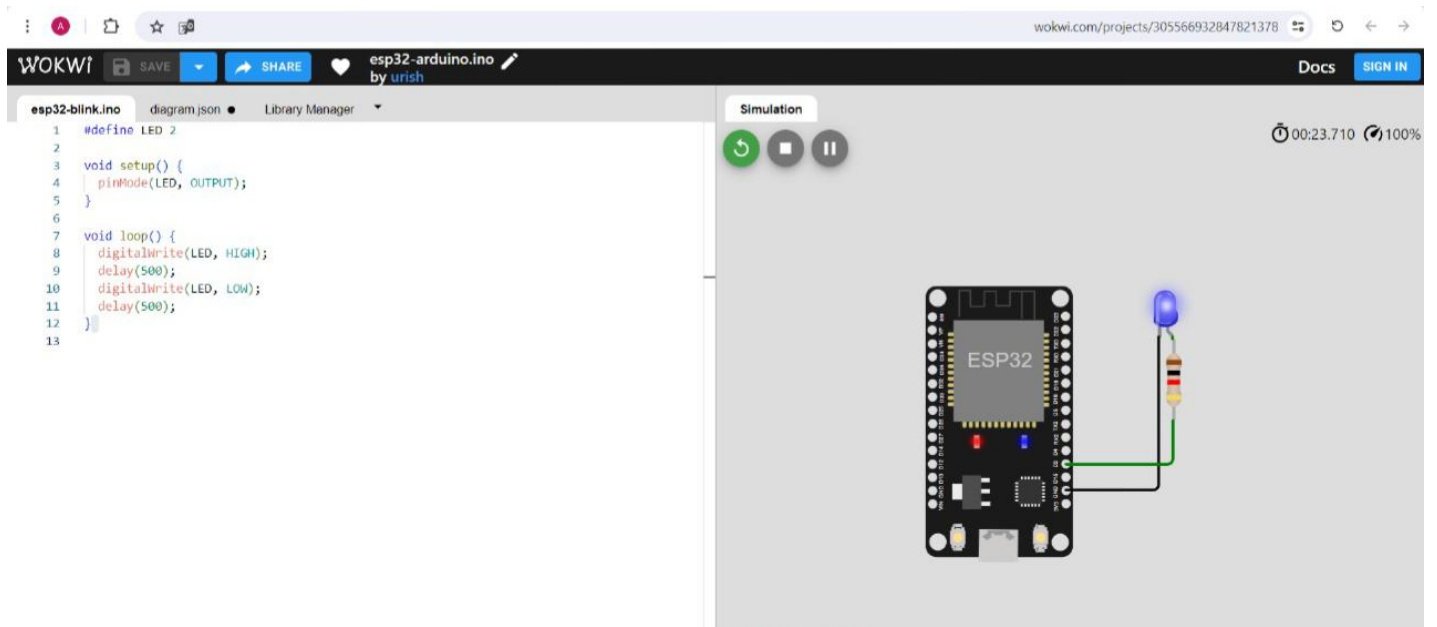 A
wokwi.com/projects/305566932847821378
WOKWi SAVE SHARE esp32-arduino.ino
by urish
Docs SIGN IN
esp32-blink.ino diagram.json ● Library Manager
Simulation
00:23.710 100%
1 #define LED 2
2
3 void setup() {
4 pinMode(LED, OUTPUT);
5 }
6
7 void loop() {
8 digitalWrite(LED, HIGH);
9 delay(500);
10 digitalWrite(LED, LOW);
11 delay(500);
12 }
13
ESP32